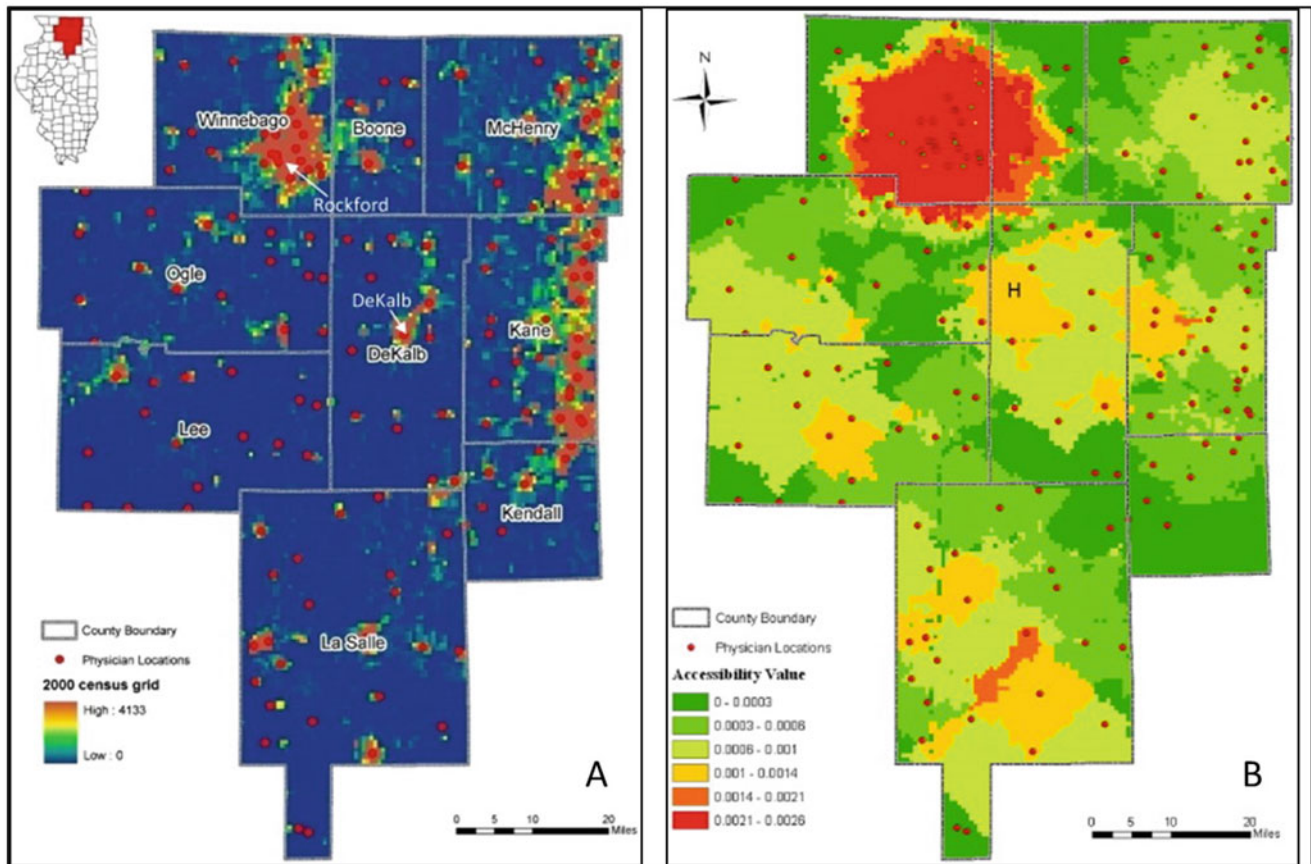 Winnebago
Boone
McHenry
Rockford
Ogle
DeKalb
DeKalb
Kane
Lee
Kendall
La Salle
County Boundary
Physician Locations
2000 census grid
High : 4133
Low : 0
A
0 5 10 20
Miles
N
H
County Boundary
Physician Locations
Accessibility Value
0 - 0.0003
0.0003 - 0.0006
0.0006 - 0.001
0.001 - 0.0014
0.0014 - 0.0021
0.0021 - 0.0026
B
0 5 10 20
Miles